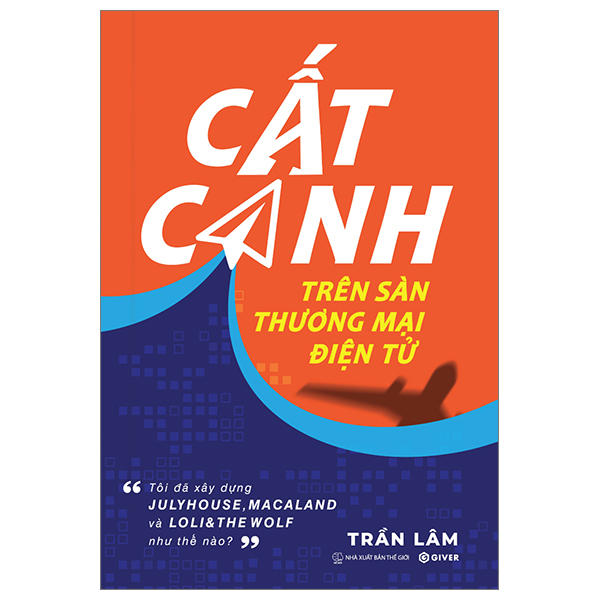 CẤT
CÁNH
TRÊN SÀN
THƯƠNG MẠI
ĐIỆN TỬ
“ Tôi đã xây dựng
JULYHOUSE, MACALAND
và LOLI & THE WOLF
như thế nào? ”
TRẦN LÂM
NHÀ XUẤT BẢN THẾ GIỚI GIVER